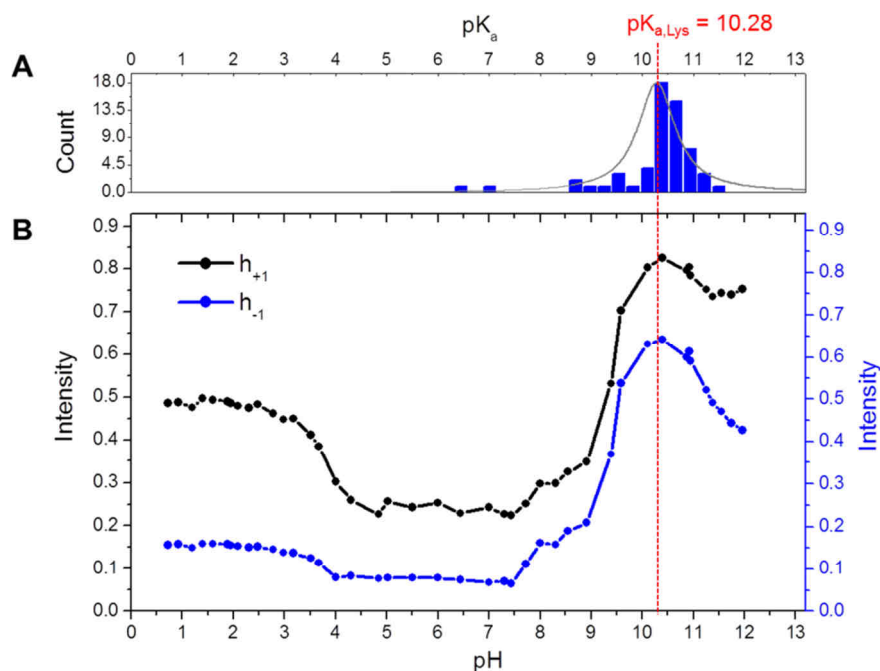 pKₐ
pKₐ,Lys = 10.28
A
0 1 2 3 4 5 6 7 8 9 10 11 12 13
18.0
13.5
9.0
4.5
0.0
Count
B
0.9 0.9
0.8 0.8
0.7 0.7
0.6 0.6
0.5 0.5
0.4 0.4
0.3 0.3
0.2 0.2
0.1 0.1
0.0 0.0
h₊₁
h₋₁
Intensity
Intensity
0 1 2 3 4 5 6 7 8 9 10 11 12 13
pH